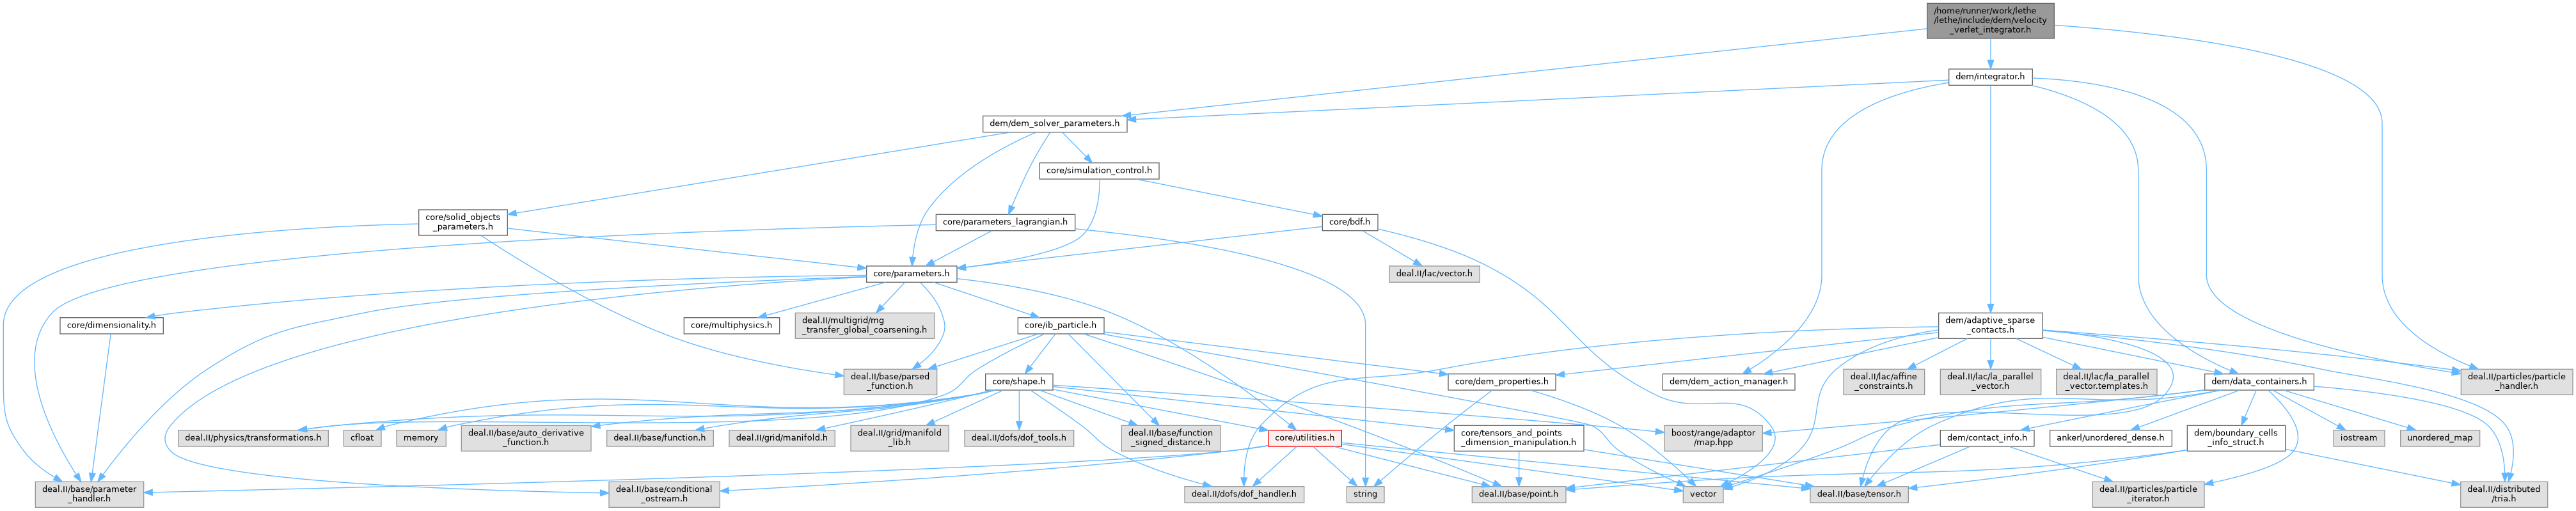 /home/runner/work/lethe
/lethe/include/dem/velocity
_verlet_integrator.h
dem/integrator.h
dem/dem_solver_parameters.h
core/simulation_control.h
core/solid_objects
_parameters.h
core/parameters_lagrangian.h
core/bdf.h
core/parameters.h
deal.II/lac/vector.h
core/dimensionality.h
core/multiphysics.h
deal.II/multigrid/mg
_transfer_global_coarsening.h
core/ib_particle.h
dem/adaptive_sparse
_contacts.h
deal.II/base/parsed
_function.h
core/shape.h
core/dem_properties.h
dem/dem_action_manager.h
deal.II/lac/affine
_constraints.h
deal.II/lac/la_parallel
_vector.h
deal.II/lac/la_parallel
_vector.templates.h
dem/data_containers.h
deal.II/particles/particle
_handler.h
deal.II/physics/transformations.h
cfloat
memory
deal.II/base/auto_derivative
_function.h
deal.II/base/function.h
deal.II/grid/manifold.h
deal.II/grid/manifold
_lib.h
deal.II/dofs/dof_tools.h
deal.II/base/function
_signed_distance.h
core/utilities.h
core/tensors_and_points
_dimension_manipulation.h
boost/range/adaptor
/map.hpp
dem/contact_info.h
ankerl/unordered_dense.h
dem/boundary_cells
_info_struct.h
iostream
unordered_map
deal.II/base/parameter
_handler.h
deal.II/base/conditional
_ostream.h
deal.II/dofs/dof_handler.h
string
deal.II/base/point.h
vector
deal.II/base/tensor.h
deal.II/particles/particle
_iterator.h
deal.II/distributed
/tria.h